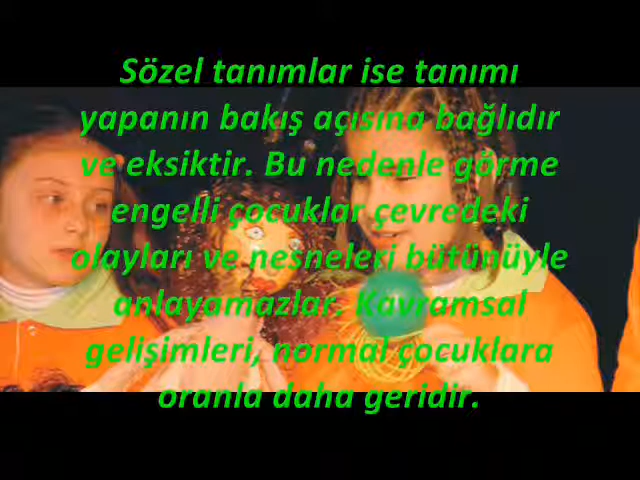 Sözel tanımlar ise tanımı
yapanın bakış açısına bağlıdır
ve eksiktir. Bu nedenle görme
engelli çocuklar çevredeki
olayları ve nesneleri bütünüyle
anlayamazlar. Kavramsal
gelişimleri, normal çocuklara
oranla daha geridir.